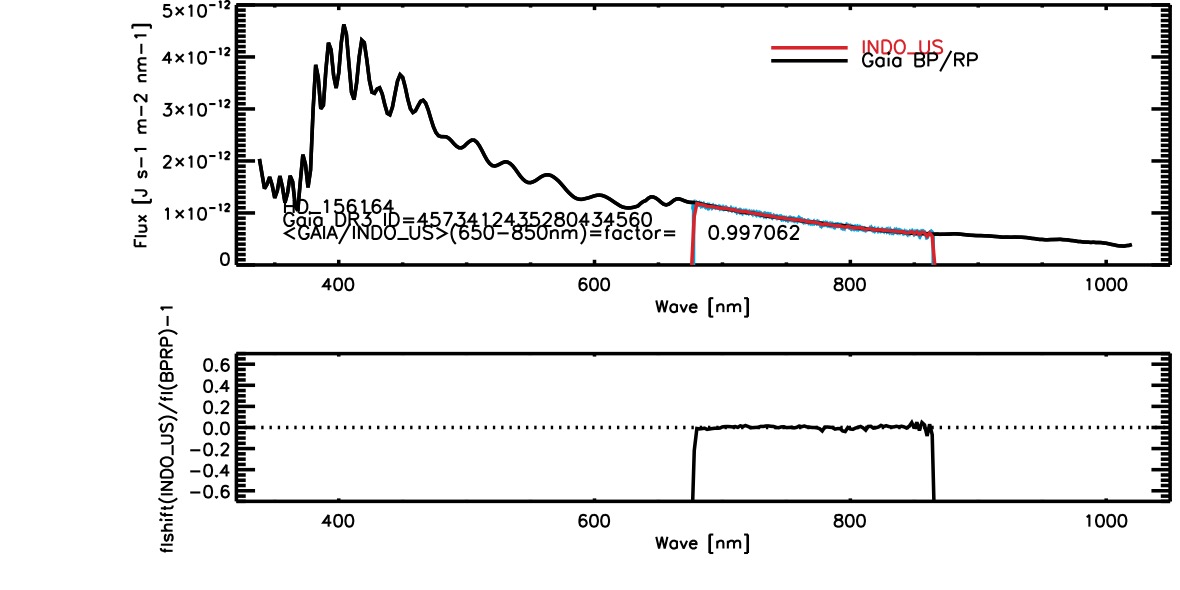 5×10⁻¹²
4×10⁻¹²
3×10⁻¹²
2×10⁻¹²
1×10⁻¹²
0
Flux [J s−1 m−2 nm−1]
INDO_US
Gaia BP/RP
HD_156164
Gaia DR3 ID=4573412435280434560
<GAIA/INDO_US>(650−850nm)=factor= 0.997062
400 600 800 1000
Wave [nm]
flshift(INDO_US)/fl(BPRP)−1
0.6
0.4
0.2
0.0
−0.2
−0.4
−0.6
400 600 800 1000
Wave [nm]